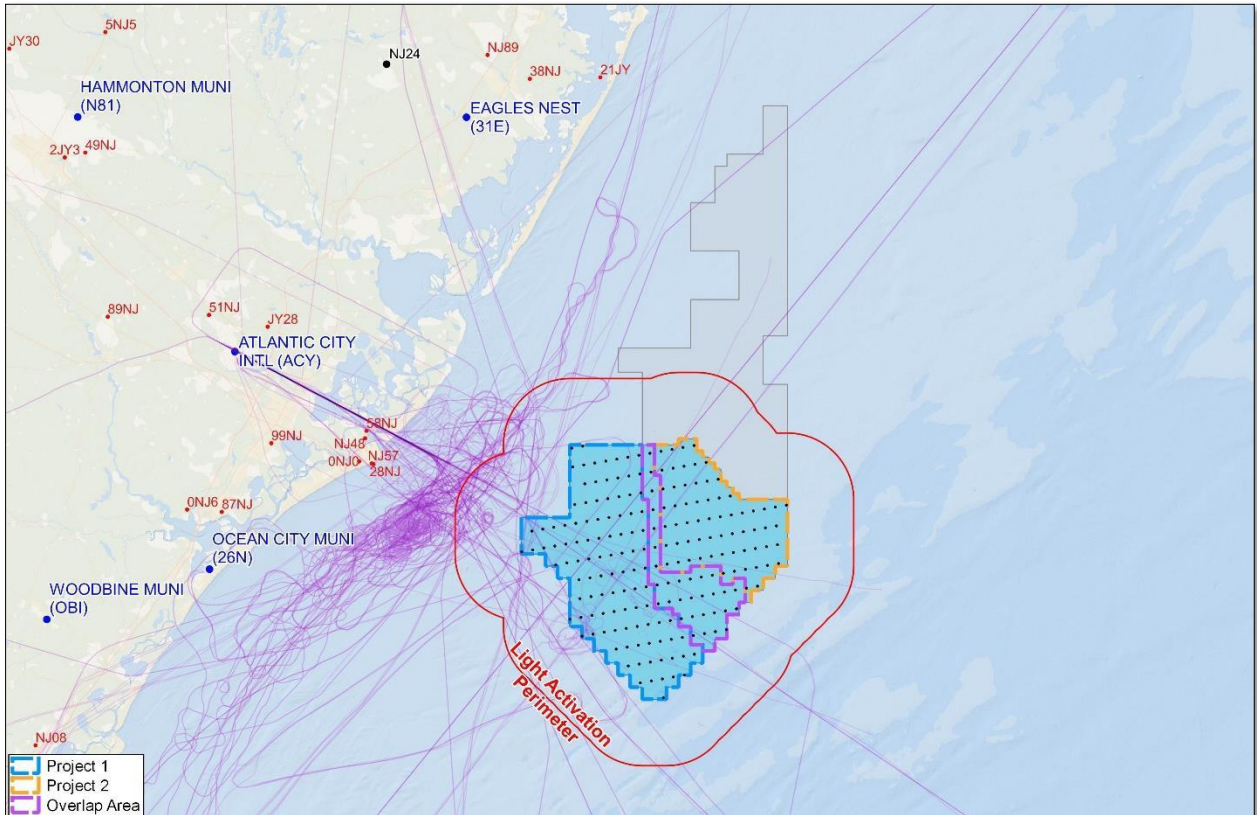 5NJ5
JY30
NJ24
NJ89
38NJ
21JY
HAMMONTON MUNI
(N81)
EAGLES NEST
(31E)
2JY3
49NJ
89NJ
51NJ
JY28
ATLANTIC CITY
INTL (ACY)
58NJ
99NJ
NJ48
0NJ0
NJ57
28NJ
0NJ6
87NJ
OCEAN CITY MUNI
(26N)
WOODBINE MUNI
(OBI)
Light Activation
Perimeter
NJ08
Project 1
Project 2
Overlap Area